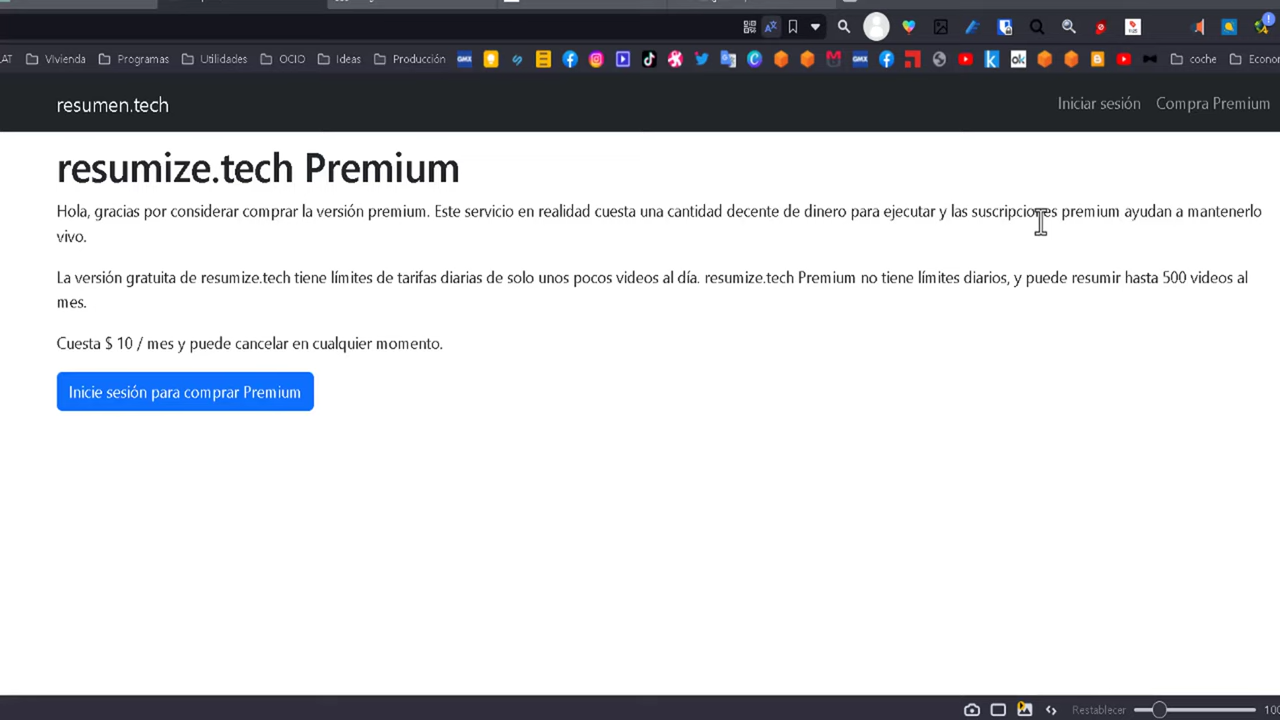 AT Vivienda Programas Utilidades OCIO Ideas Producción coche Econor
resumen.tech Iniciar sesión Compra Premium
resumize.tech Premium
Hola, gracias por considerar comprar la versión premium. Este servicio en realidad cuesta una cantidad decente de dinero para ejecutar y las suscripciones premium ayudan a mantenerlo
vivo.
La versión gratuita de resumize.tech tiene límites de tarifas diarias de solo unos pocos videos al día. resumize.tech Premium no tiene límites diarios, y puede resumir hasta 500 videos al
mes.
Cuesta $ 10 / mes y puede cancelar en cualquier momento.
Inicie sesión para comprar Premium
Restablecer 100